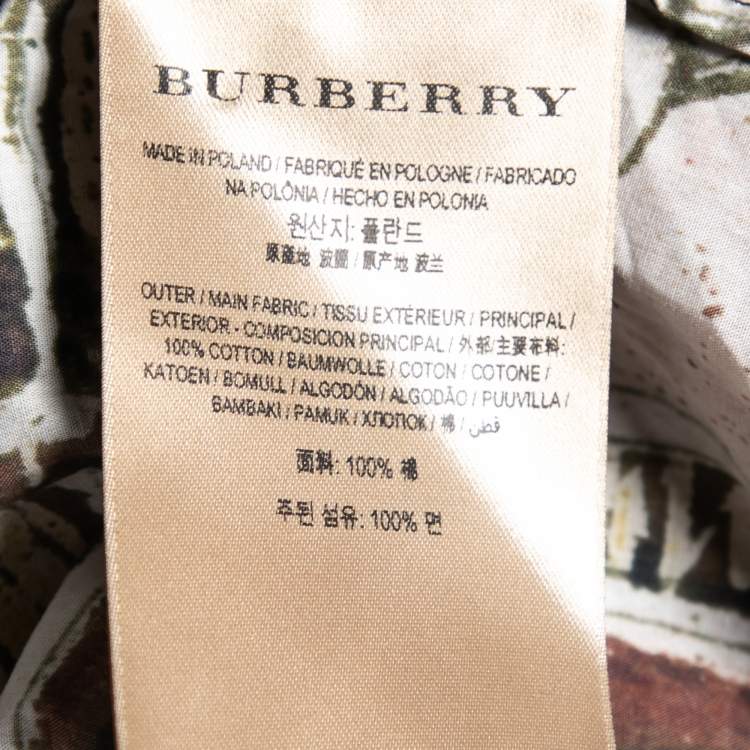 BURBERRY
MADE IN POLAND / FABRIQUÉ EN POLOGNE / FABRICADO
NA POLÔNIA / HECHO EN POLONIA
원산지: 폴란드
原產地 波蘭 / 原产地 波兰
OUTER / MAIN FABRIC / TISSU EXTÉRIEUR / PRINCIPAL /
EXTERIOR - COMPOSICION PRINCIPAL / 外部/主要布料:
100% COTTON / BAUMWOLLE / COTON / COTONE /
KATOEN / BOMULL / ALGODÓN / ALGODÃO / PUUVILLA /
BAMBAKI / PAMUK / ХЛОПОК / 棉 / قطن
面料: 100% 棉
주된 섬유: 100% 면